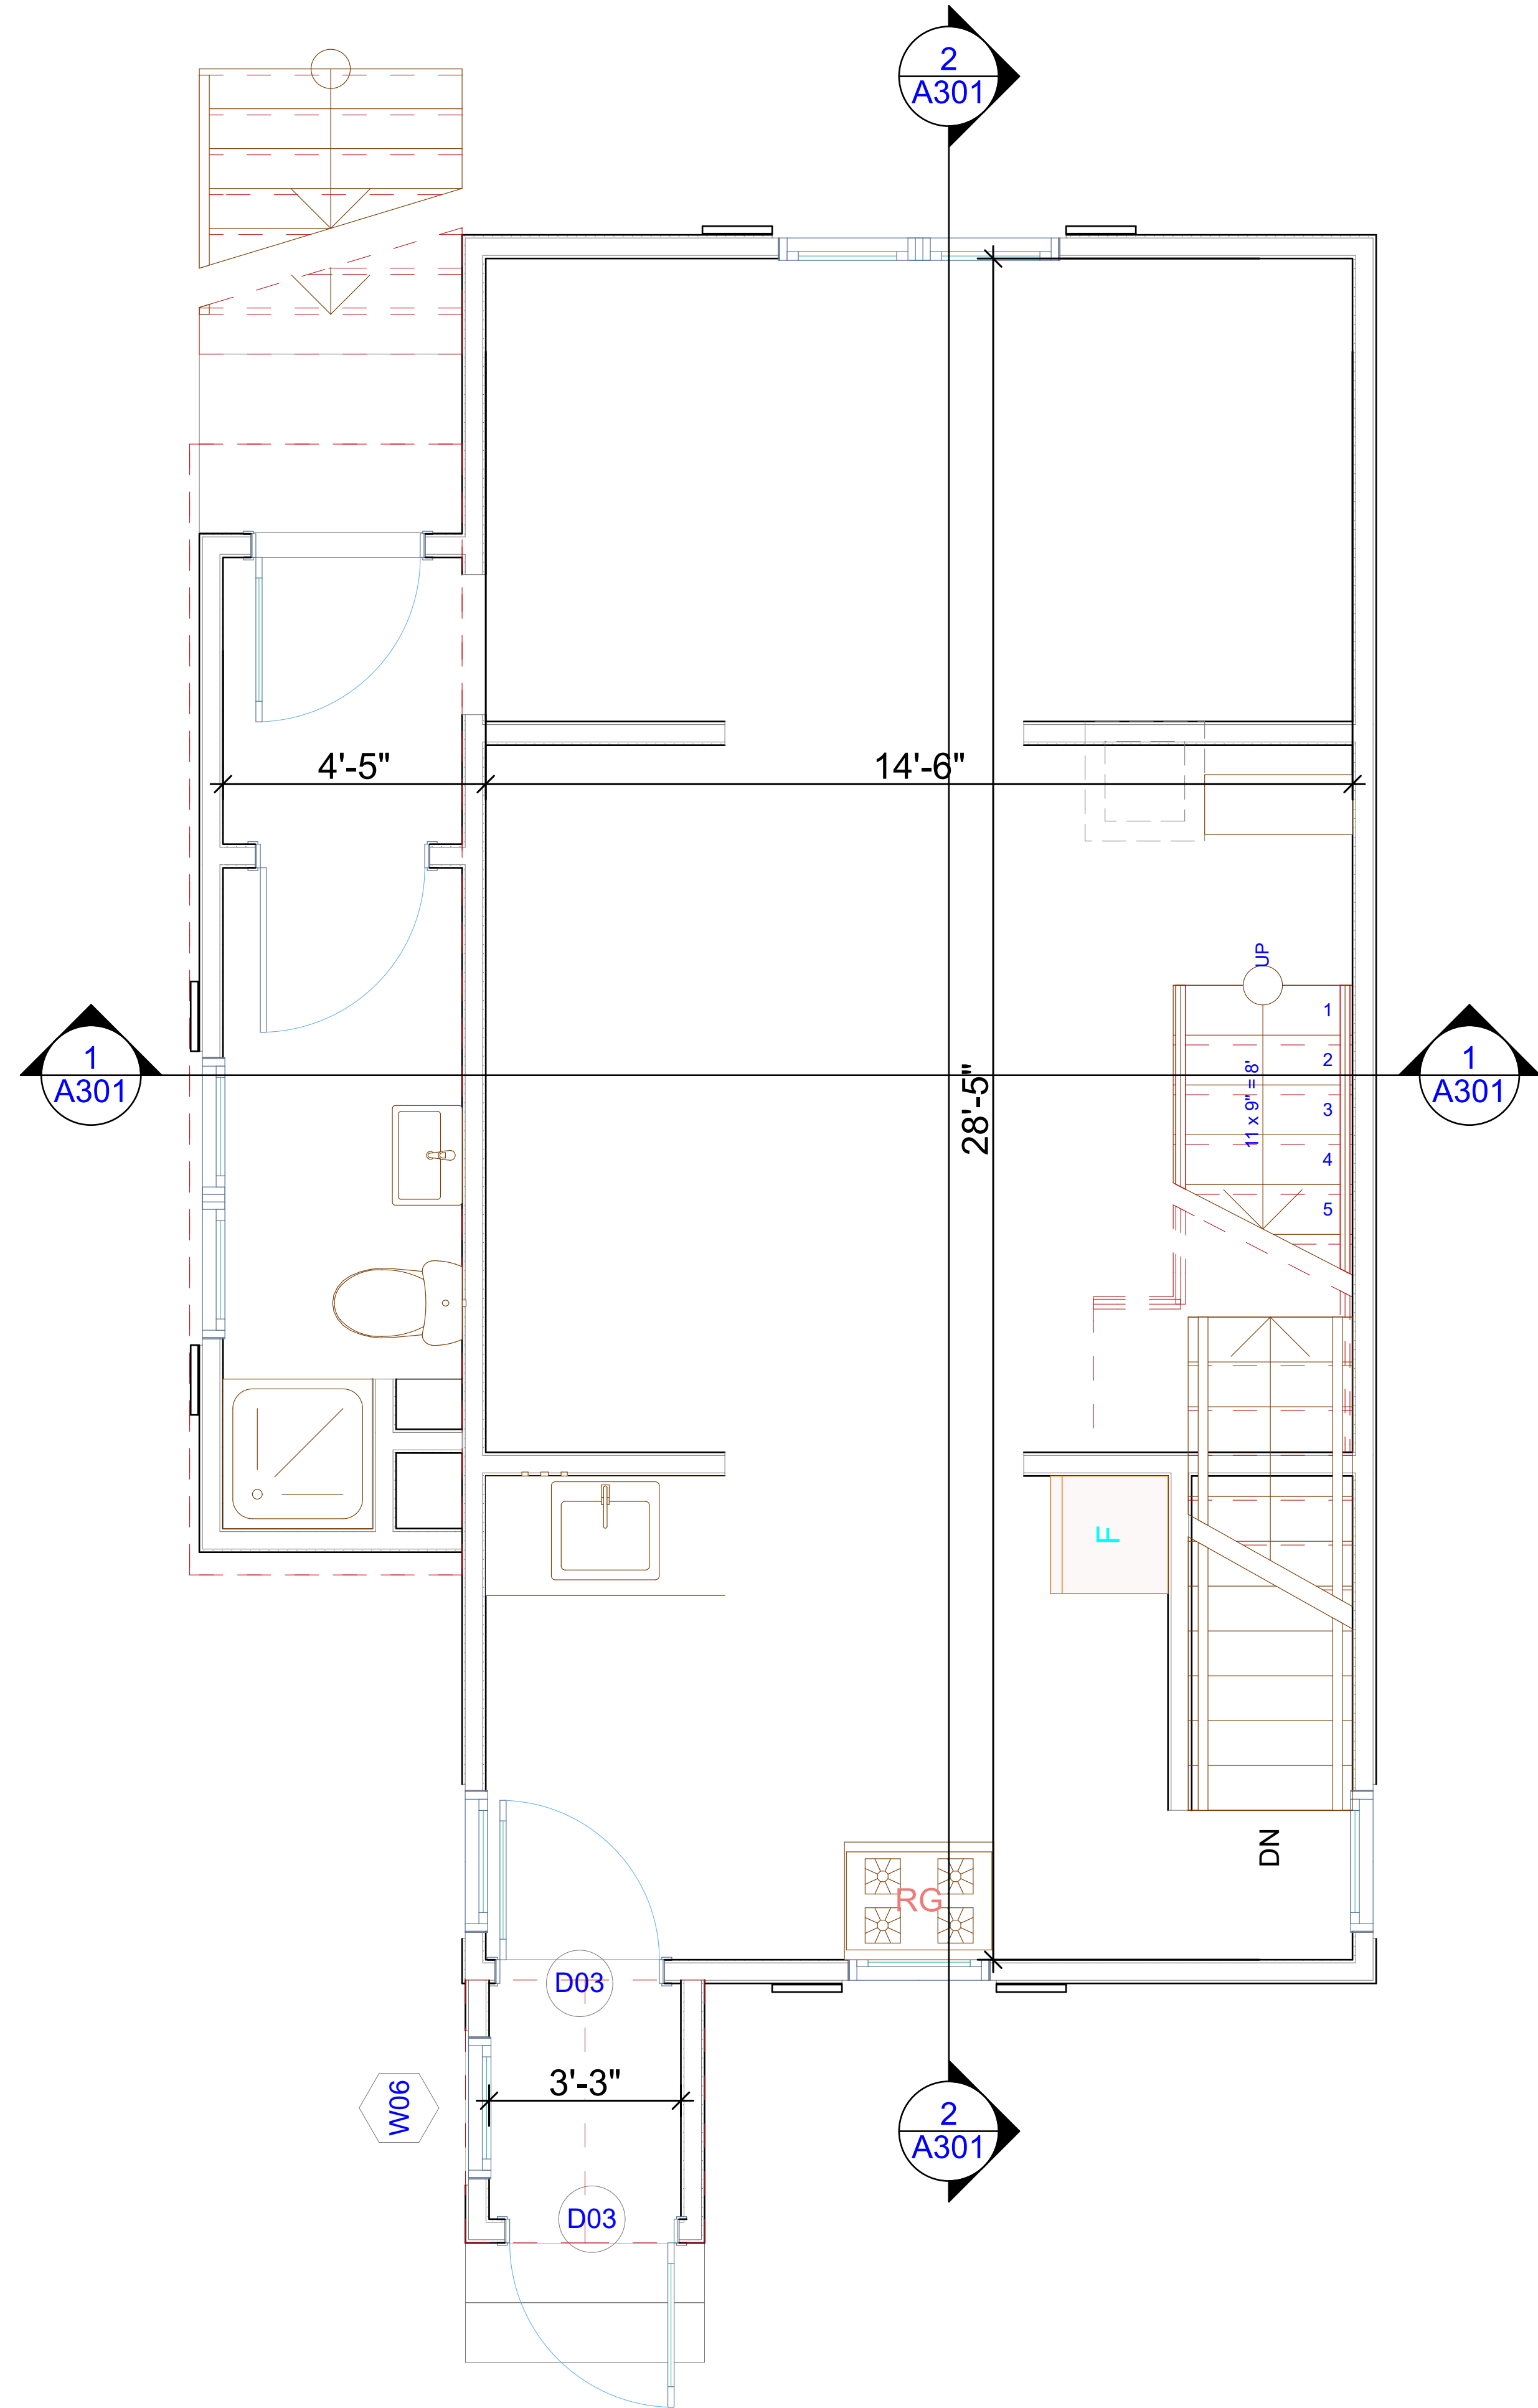 2
A301
4'-5"
14'-6"
UP
1
2
3
4
5
11 x 9" = 8'
28'-5"
1
A301
1
A301
F
DN
RG
D03
W06
3'-3"
2
A301
D03